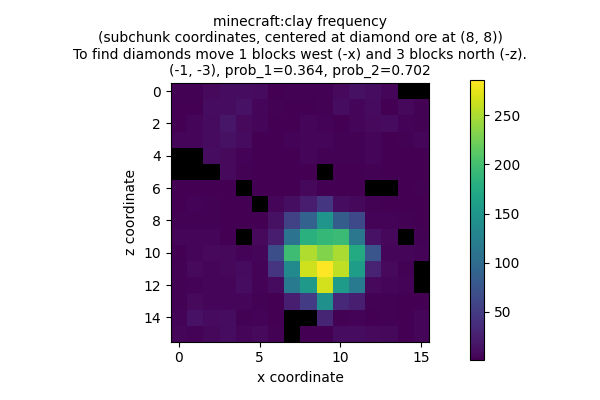 minecraft:clay frequency
(subchunk coordinates, centered at diamond ore at (8, 8))
To find diamonds move 1 blocks west (-x) and 3 blocks north (-z).
(-1, -3), prob_1=0.364, prob_2=0.702
0
2
4
6
8
10
12
14
z coordinate
0
5
10
15
x coordinate
250
200
150
100
50